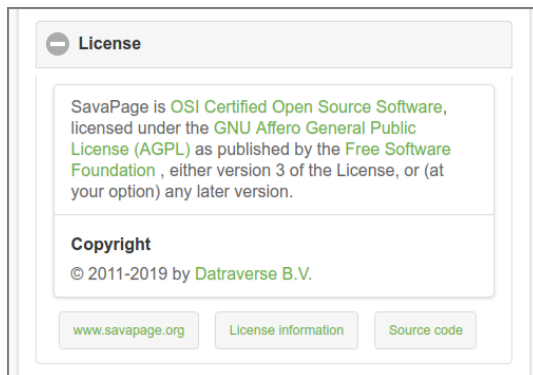 License
SavaPage is OSI Certified Open Source Software,
licensed under the GNU Affero General Public
License (AGPL) as published by the Free Software
Foundation , either version 3 of the License, or (at
your option) any later version.
Copyright
© 2011-2019 by Datraverse B.V.
www.savapage.org License information Source code